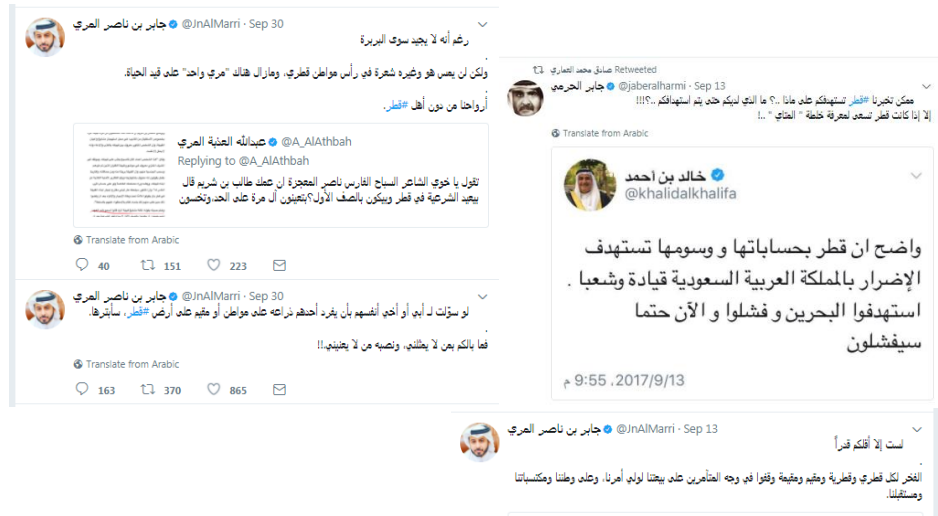 جابر بن ناصر المري @JnAlMarri · Sep 30
رغم أنه لا يجيد سوى البربرة
.
ولكن لن يمس هو وغيره شعرة في رأس مواطن قطري، ومازال هناك "مري واحد" على قيد الحياة.
أرواحنا من دون أهل #قطر.
عبدالله العذبة المري @A_AlAthbah
Replying to @A_AlAthbah
تقول يا خوي الشاعر السباح الفارس ناصر المعجزة ان عمك طالب بن شريم قال
بيعيد الشرعية في قطر وبيكون بالصف الأول؟بتعينون آل مرة على الحد.وتخسون
Translate from Arabic
40 151 223
جابر بن ناصر المري @JnAlMarri · Sep 30
لو سوّلت لـ أبي أو أخي أنفسهم بأن يفرد أحدهم ذراعه على مواطن أو مقيم على أرض #قطر، سأبترها.
.
فما بالكم بمن لا يمثلني، ونصبه من لا يعنيني.!!
Translate from Arabic
163 370 865
صادق محمد العماري Retweeted
جابر الحرمي @jaberalharmi · Sep 13
ممكن تخبرنا #قطر تستهدفكم على ماذا ..؟ ما الذي لديكم حتى يتم استهدافكم ..؟!!!
إلا إذا كانت قطر تسعى لمعرفة خلطة " المتاي " ..!
Translate from Arabic
خالد بن أحمد
@khalidalkhalifa
واضح ان قطر بحساباتها و وسومها تستهدف
الإضرار بالمملكة العربية السعودية قيادة وشعبا .
استهدفوا البحرين و فشلوا و الآن حتما
سيفشلون
2017/9/13, 9:55 م
جابر بن ناصر المري @JnAlMarri · Sep 13
لست إلا أقلكم قدراً
.
الفخر لكل قطري وقطرية ومقيم ومقيمة وقفوا في وجه المتآمرين على بيعتنا لولي أمرنا، وعلى وطننا ومكتسباتنا
ومستقبلنا.